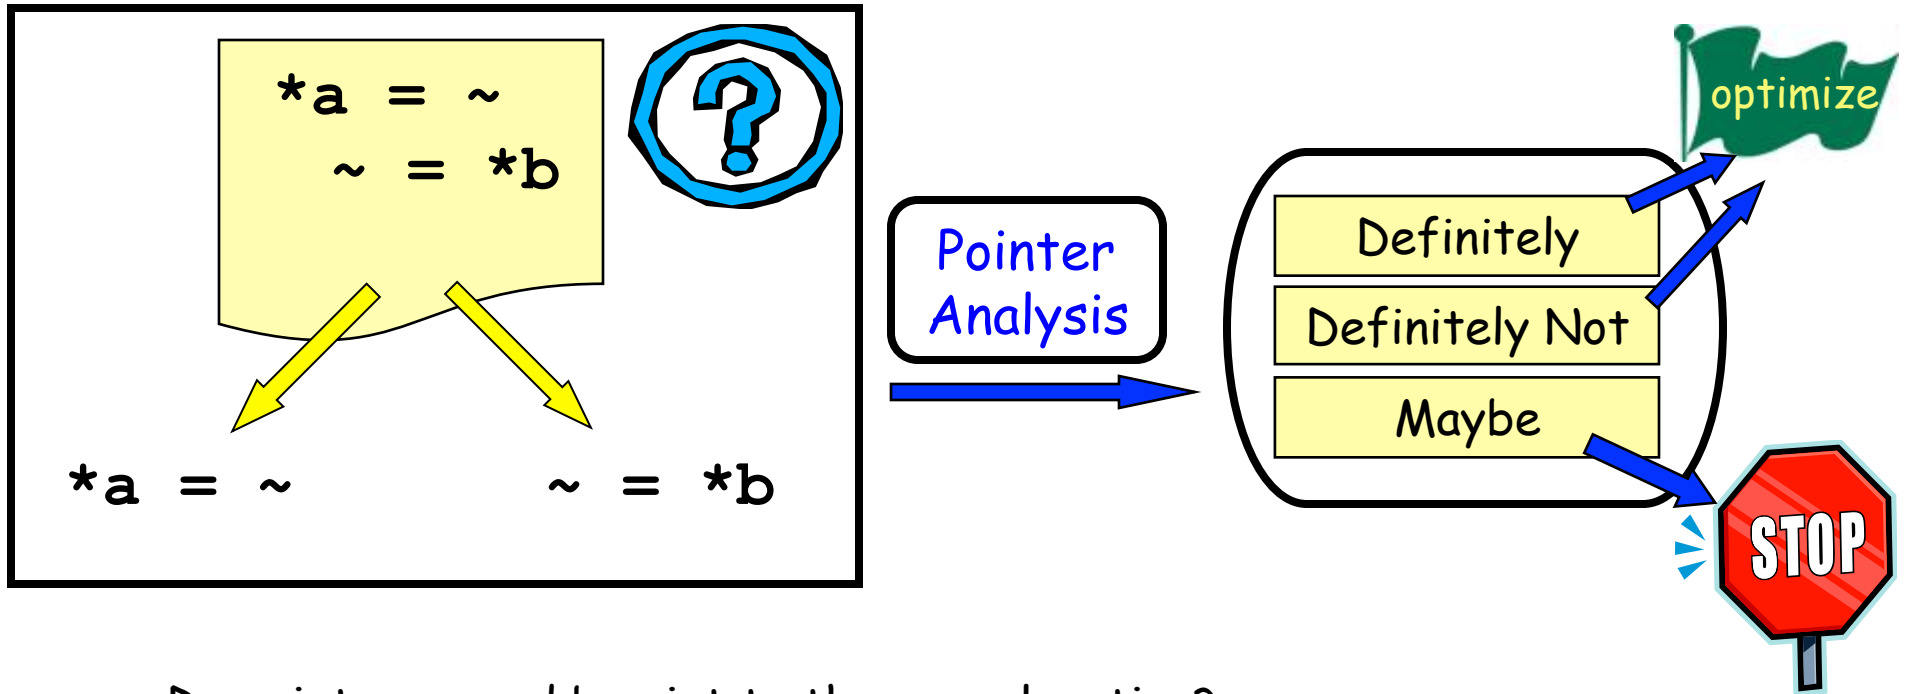 *a = ~
~ = *b
*a = ~
~ = *b
Pointer
Analysis
Definitely
Definitely Not
Maybe
optimize
STOP